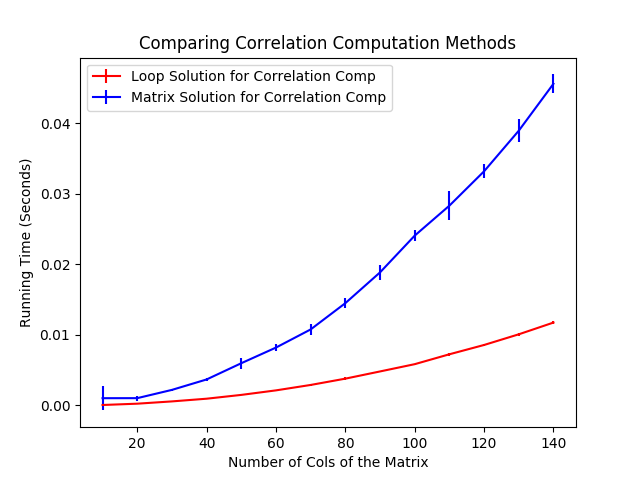 Comparing Correlation Computation Methods
Loop Solution for Correlation Comp
Matrix Solution for Correlation Comp
Running Time (Seconds)
0.04
0.03
0.02
0.01
0.00
20 40 60 80 100 120 140
Number of Cols of the Matrix